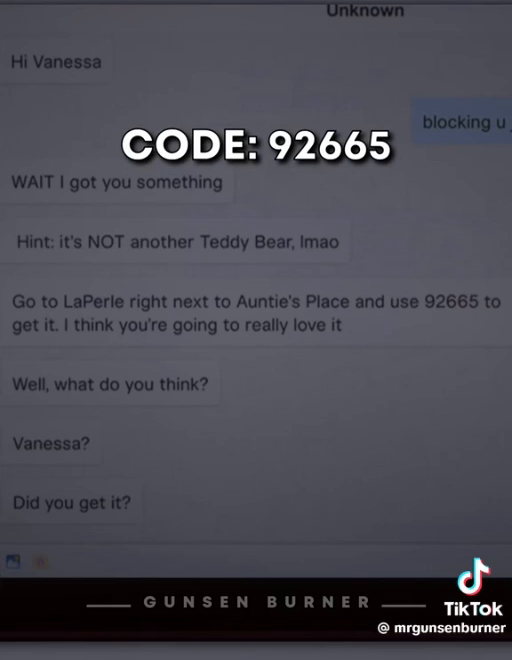 Unknown
Hi Vanessa
blocking u
CODE: 92665
WAIT I got you something
Hint: it's NOT another Teddy Bear, lmao
Go to LaPerle right next to Auntie's Place and use 92665 to
get it. I think you're going to really love it
Well, what do you think?
Vanessa?
Did you get it?
GUNSEN BURNER
TikTok
@ mrgunsenburner